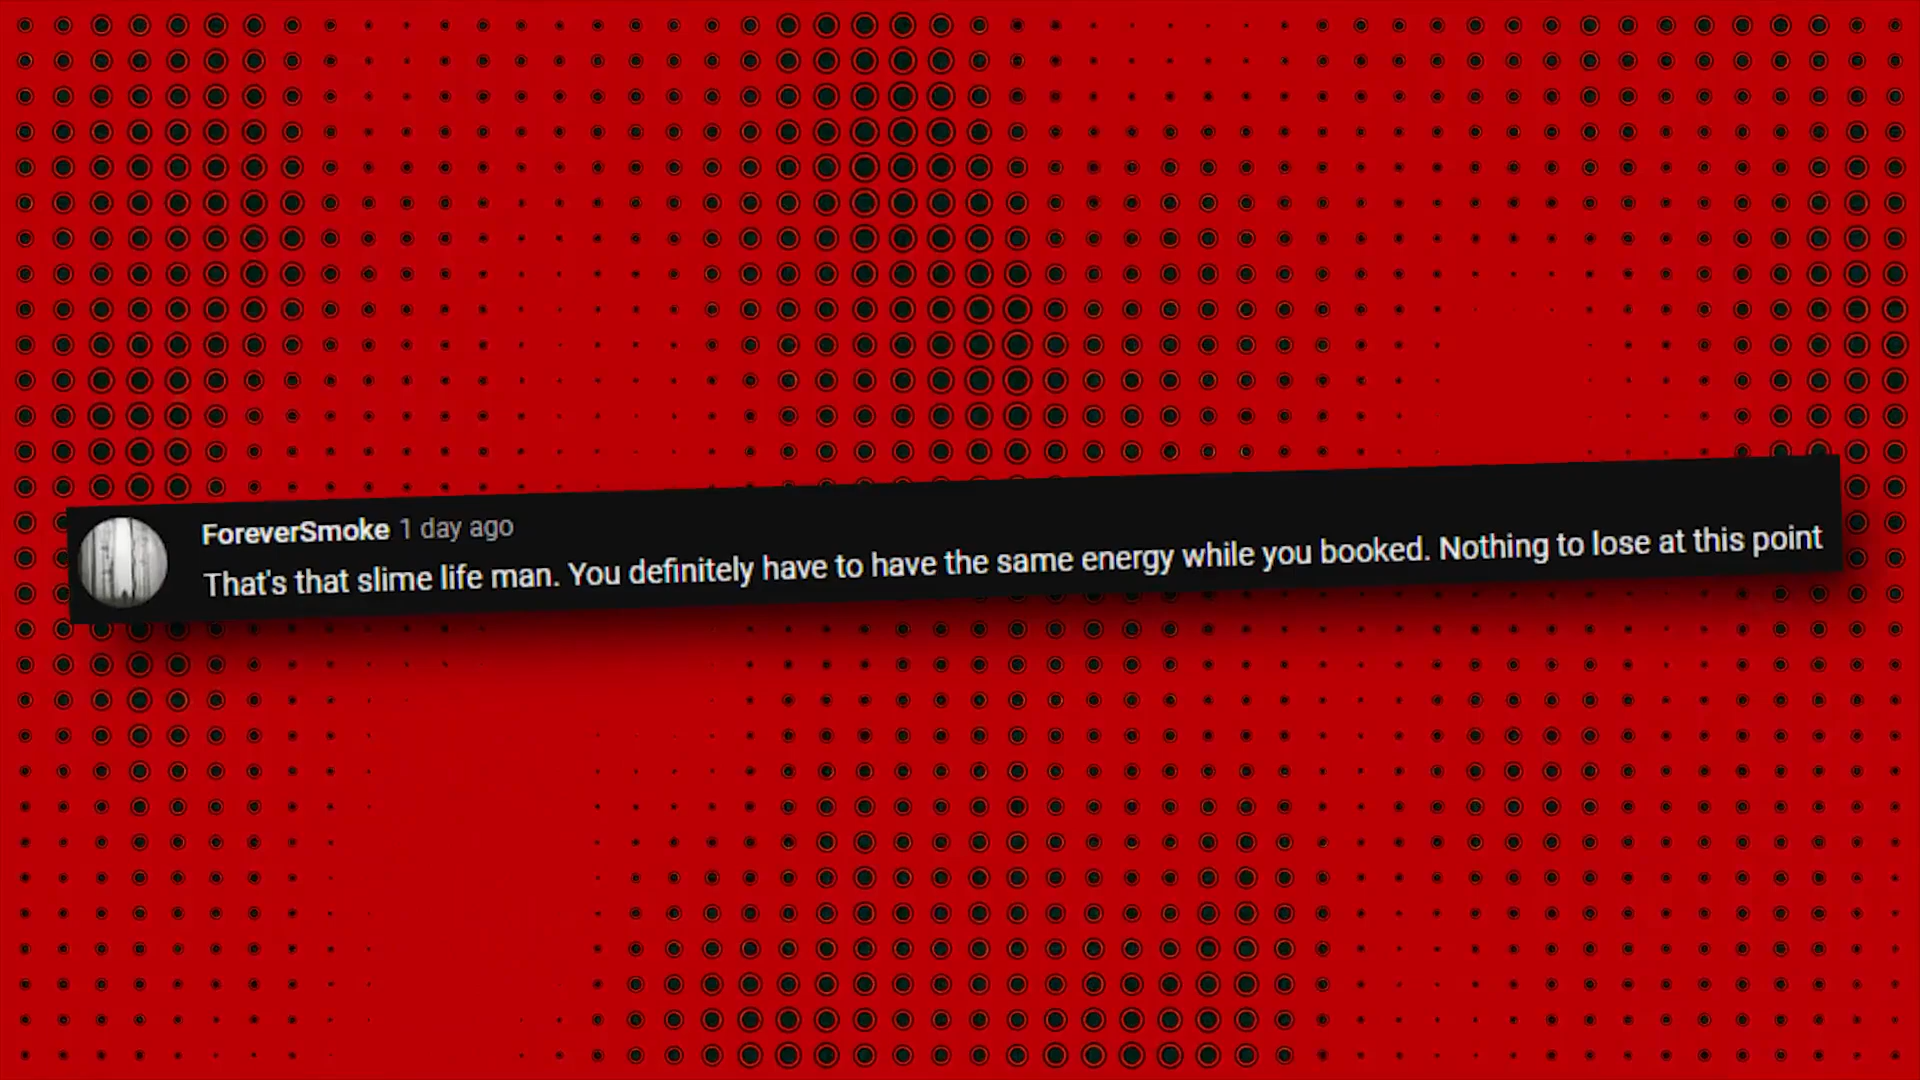 ForeverSmoke 1 day ago
That's that slime life man. You definitely have to have the same energy while you booked. Nothing to lose at this point